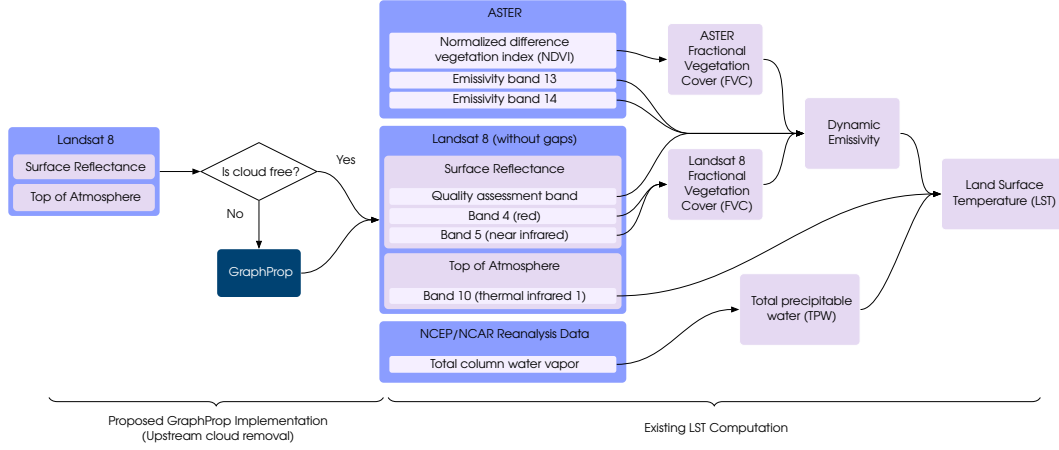 Landsat 8
Surface Reflectance
Top of Atmosphere
Is cloud free?
Yes
No
GraphProp
ASTER
Normalized difference
vegetation index (NDVI)
Emissivity band 13
Emissivity band 14
Landsat 8 (without gaps)
Surface Reflectance
Quality assessment band
Band 4 (red)
Band 5 (near infrared)
Top of Atmosphere
Band 10 (thermal infrared 1)
NCEP/NCAR Reanalysis Data
Total column water vapor
ASTER
Fractional
Vegetation
Cover (FVC)
Landsat 8
Fractional
Vegetation
Cover (FVC)
Dynamic
Emissivity
Total precipitable
water (TPW)
Land Surface
Temperature (LST)
Proposed GraphProp Implementation
(Upstream cloud removal)
Existing LST Computation